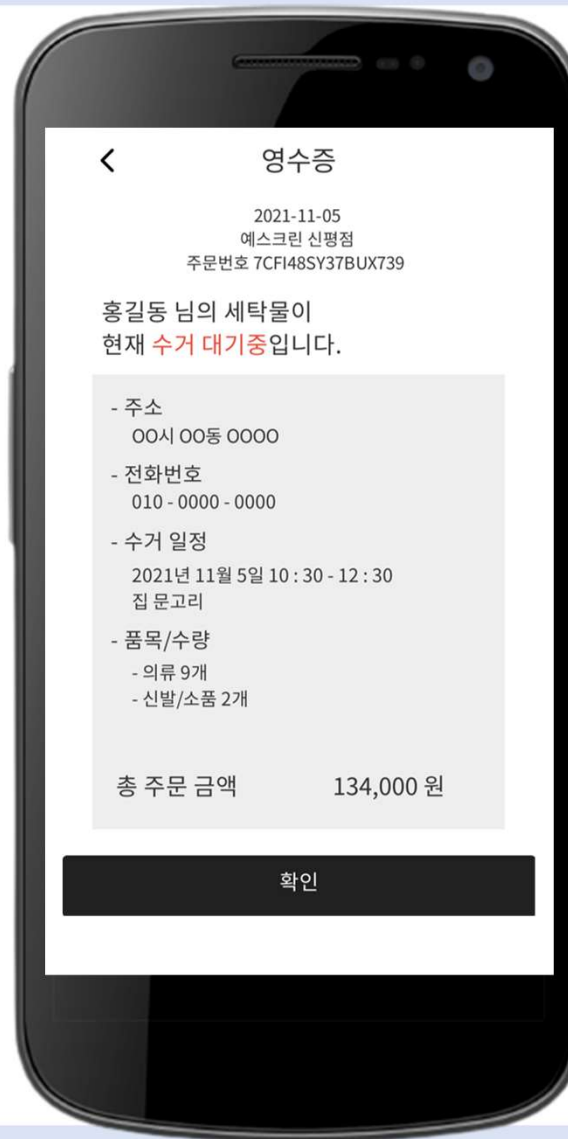 영수증
2021-11-05
예스크린 신평점
주문번호 7CFI48SY37BUX739
홍길동 님의 세탁물이
현재 수거 대기중입니다.
- 주소
OO시 OO동 OOOO
- 전화번호
010 - 0000 - 0000
- 수거 일정
2021년 11월 5일 10 : 30 - 12 : 30
집 문고리
- 품목/수량
- 의류 9개
- 신발/소품 2개
총 주문 금액 134,000 원
확인